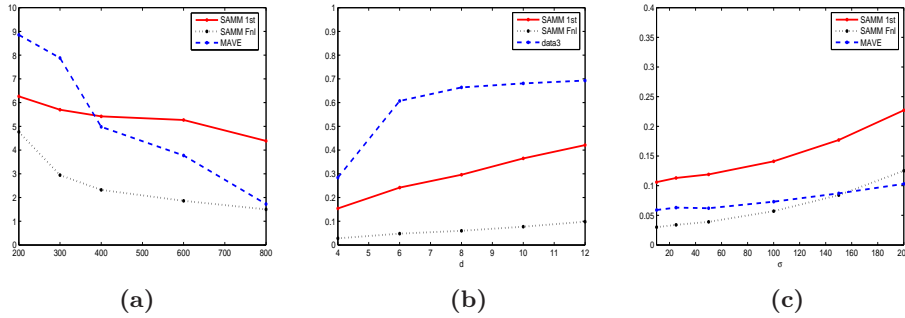 10
9
8
7
6
5
4
3
2
1
0
200 300 400 500 600 700 800
SAMM 1st
SAMM Fnl
MAVE
(a)
1
0.9
0.8
0.7
0.6
0.5
0.4
0.3
0.2
0.1
0
4 5 6 7 8 9 10 11 12
d
SAMM 1st
SAMM Fnl
data3
(b)
0.4
0.35
0.3
0.25
0.2
0.15
0.1
0.05
0
20 40 60 80 100 120 140 160 180 200
σ
SAMM 1st
SAMM Fnl
MAVE
(c)